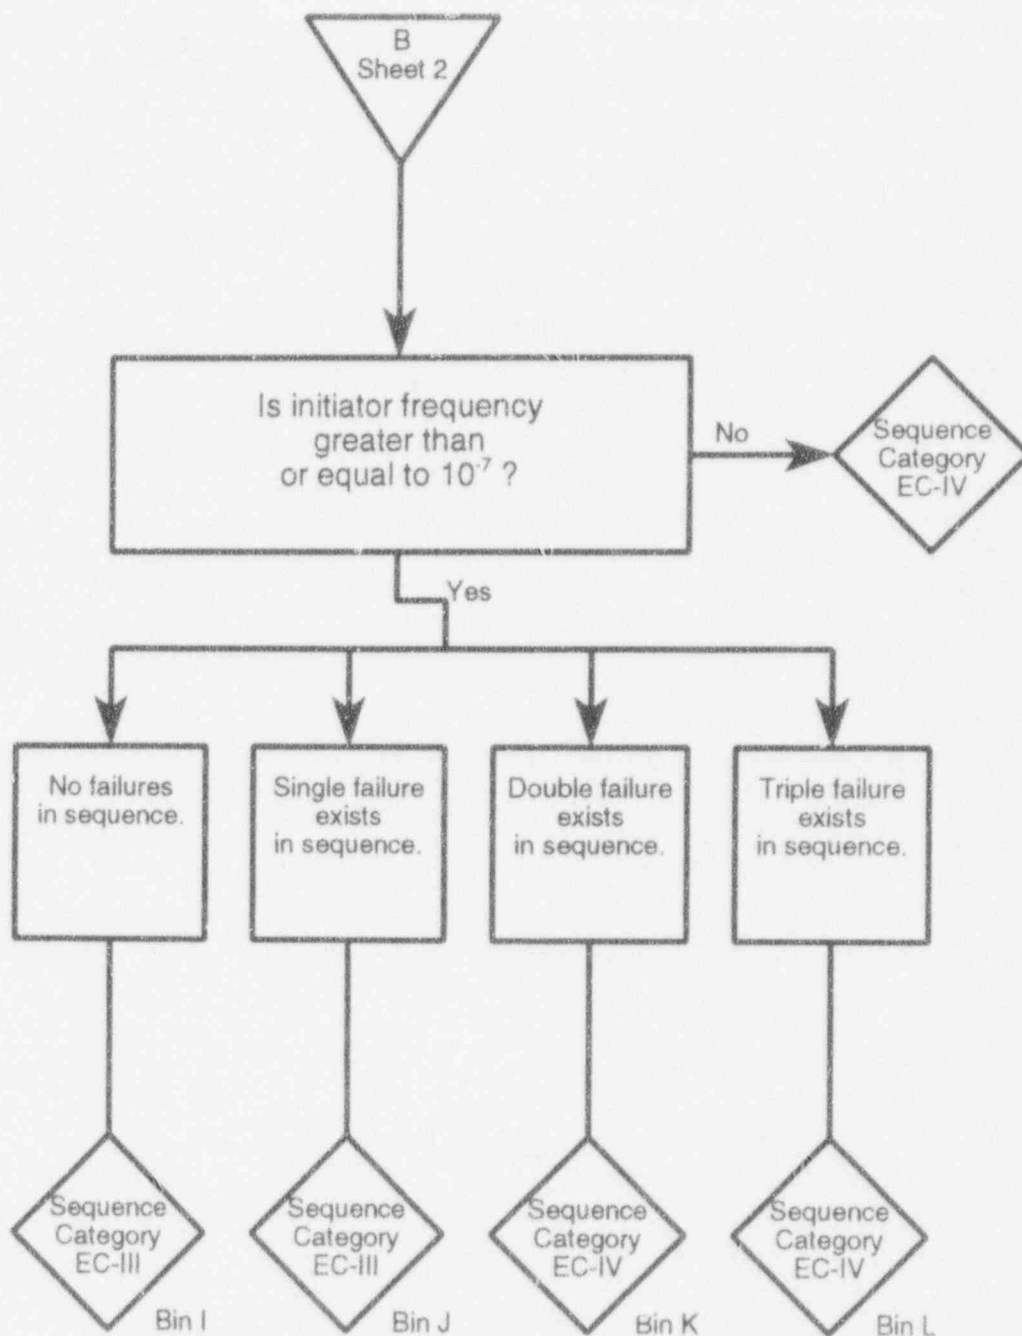 B
Sheet 2
Is initiator frequency
greater than
or equal to 10⁻⁷ ?
No
Sequence
Category
EC-IV
Yes
No failures
in sequence.
Single failure
exists
in sequence.
Double failure
exists
in sequence.
Triple failure
exists
in sequence.
Sequence
Category
EC-III
Bin I
Sequence
Category
EC-III
Bin J
Sequence
Category
EC-IV
Bin K
Sequence
Category
EC-IV
Bin L